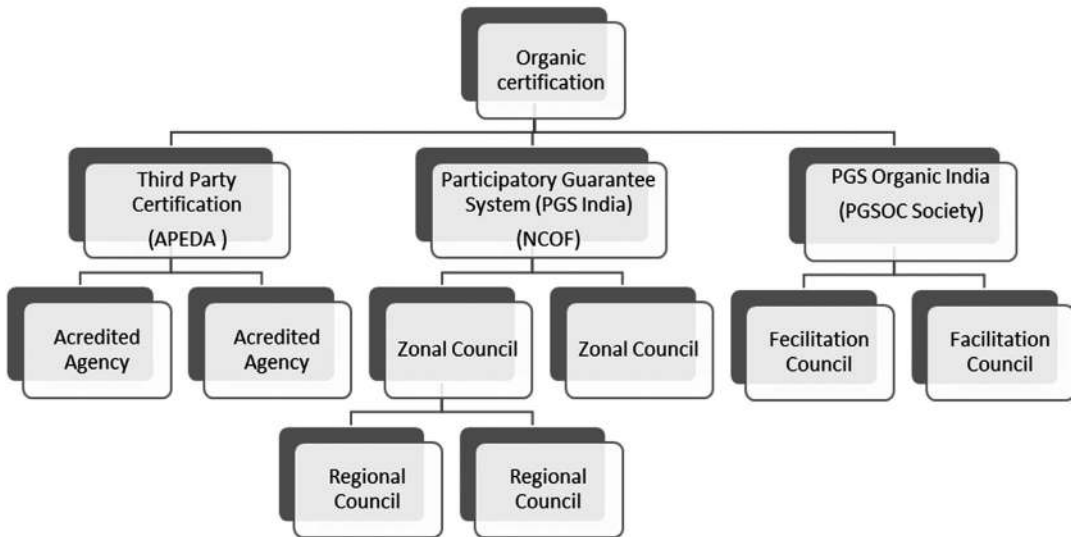 Organic
certification
Third Party
Certification
(APEDA )
Participatory Guarantee
System (PGS India)
(NCOF)
PGS Organic India
(PGSOC Society)
Acredited
Agency
Acredited
Agency
Zonal Council
Zonal Council
Fecilitation
Council
Facilitation
Council
Regional
Council
Regional
Council